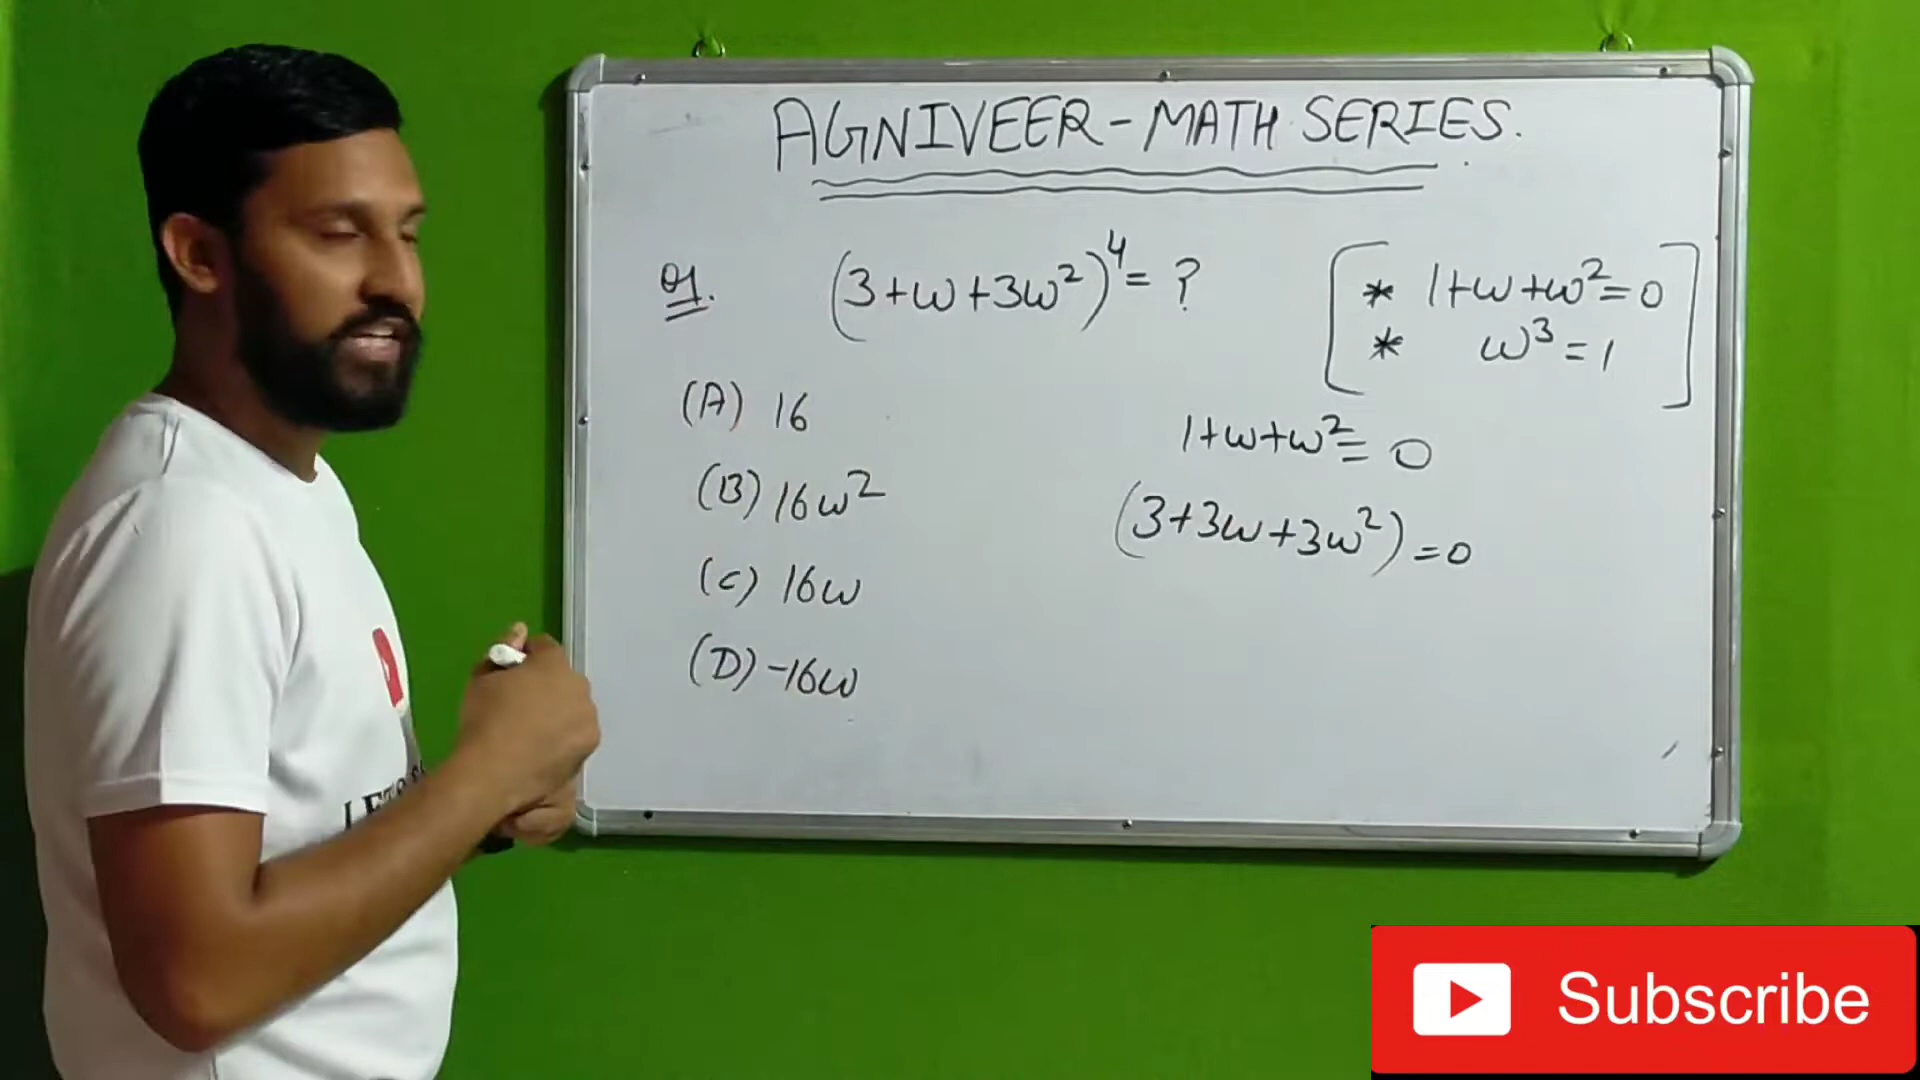 AGNIVEER-MATH SERIES.
Q1. (3+ω+3ω²)⁴= ?
* 1+ω+ω²=0
* ω³=1
(A) 16
(B) 16ω²
(C) 16ω
(D) -16ω
1+ω+ω²= 0
(3+3ω+3ω²)=0
Subscribe